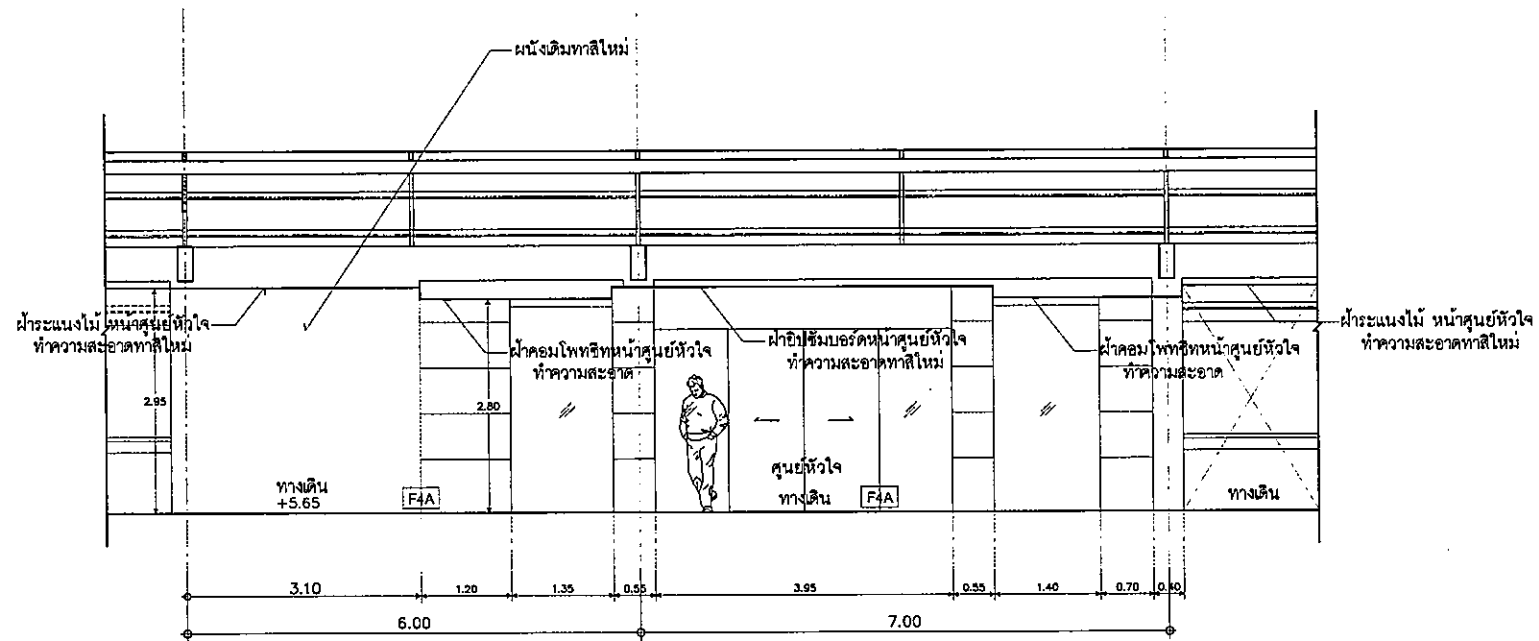 ผนังเดิมทาสีใหม่
ฝ้าระแนงไม้ หน้าศูนย์หัวใจ
ทำความสะอาดทาสีใหม่
ฝ้าคอมโพทซิทหน้าศูนย์หัวใจ
ทำความสะอาด
ฝ้ายิปซัมบอร์ดหน้าศูนย์หัวใจ
ทำความสะอาดทาสีใหม่
ฝ้าคอมโพทซิทหน้าศูนย์หัวใจ
ทำความสะอาด
ฝ้าระแนงไม้ หน้าศูนย์หัวใจ
ทำความสะอาดทาสีใหม่
2.95
2.80
ศูนย์หัวใจ
ทางเดิน
+5.65
F4A
ทางเดิน
F4A
ทางเดิน
3.10
1.20
1.35
0.55
3.95
0.55
1.40
0.70
0.40
6.00
7.00